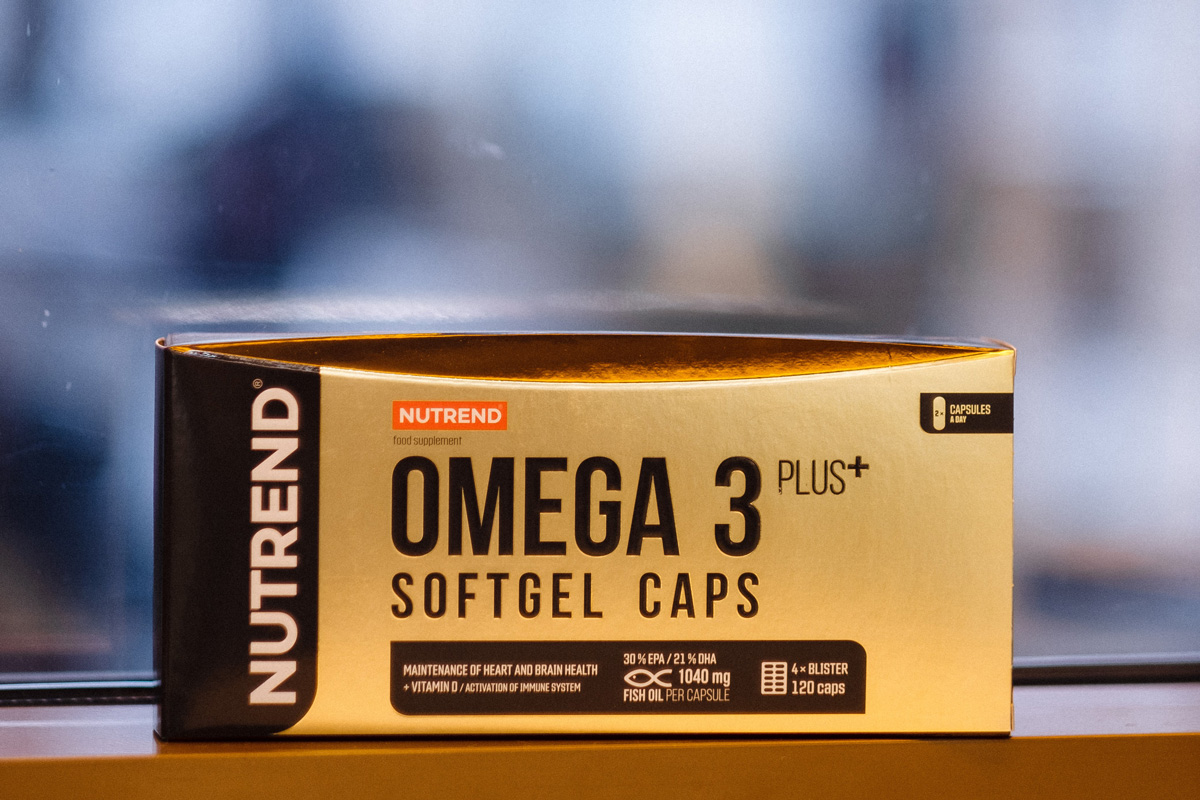 NUTREND®
NUTREND
food supplement
OMEGA 3 PLUS+
SOFTGEL CAPS
2× CAPSULES
A DAY
MAINTENANCE OF HEART AND BRAIN HEALTH
+ VITAMIN D / ACTIVATION OF IMMUNE SYSTEM
30 % EPA / 21 % DHA
1040 mg
FISH OIL PER CAPSULE
4 × BLISTER
120 caps